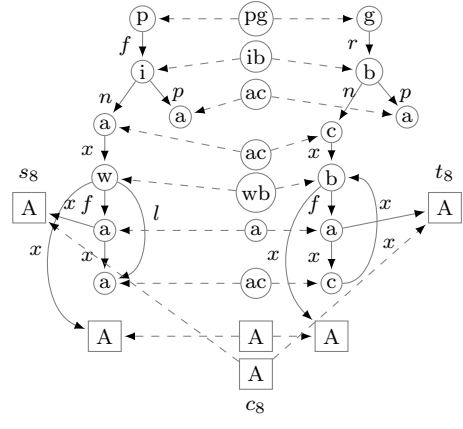 p pg g
f r
i ib b
n p ac n p
a a a
a ac c
x x
s₈ t₈
w wb b
A x f l f x A
a a a
x x x x x
a ac c
A A A
A
c₈